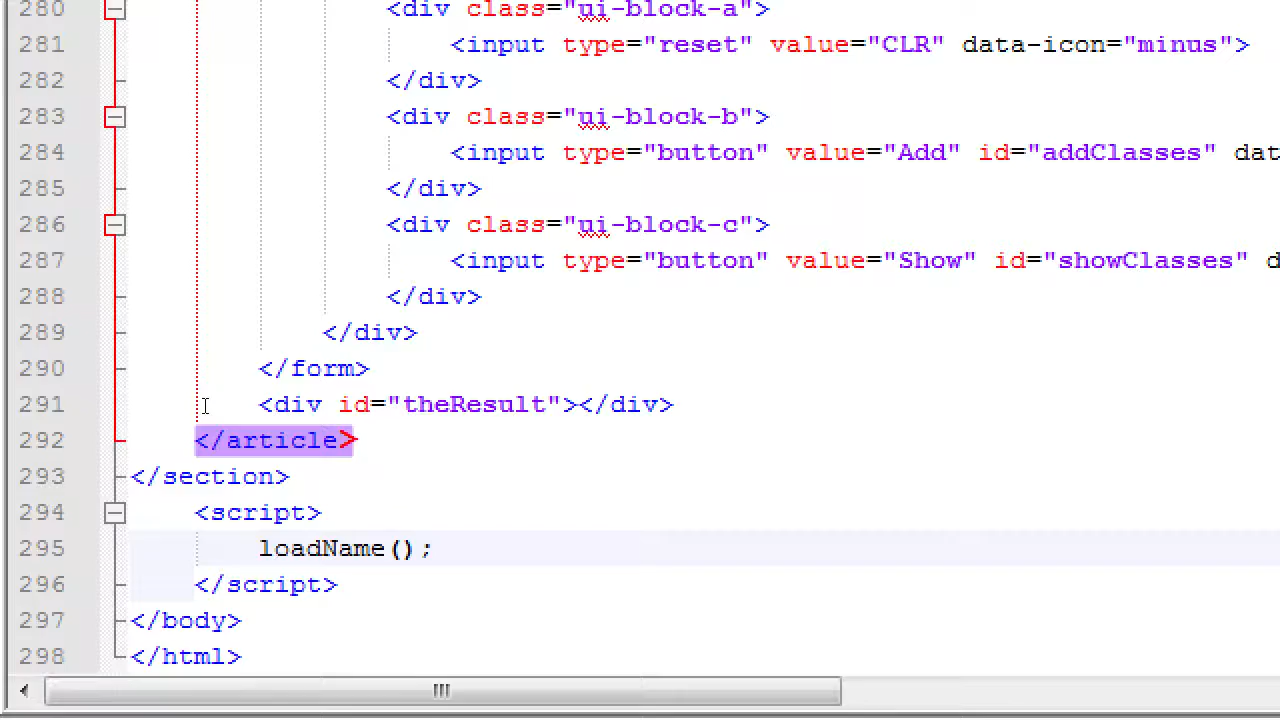 280 <div class="ui-block-a">
281 <input type="reset" value="CLR" data-icon="minus">
282 </div>
283 <div class="ui-block-b">
284 <input type="button" value="Add" id="addClasses" dat
285 </div>
286 <div class="ui-block-c">
287 <input type="button" value="Show" id="showClasses" d
288 </div>
289 </div>
290 </form>
291 <div id="theResult"></div>
292 </article>
293 </section>
294 <script>
295 loadName();
296 </script>
297 </body>
298 </html>